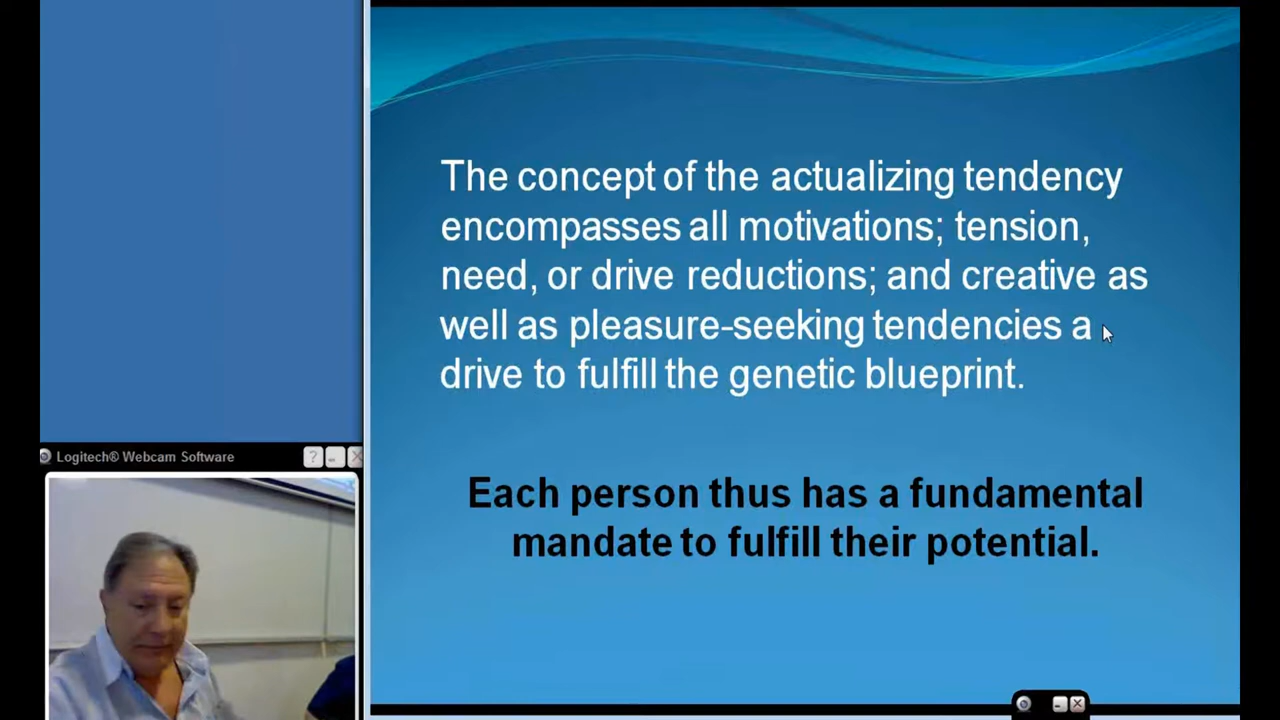 The concept of the actualizing tendency
encompasses all motivations; tension,
need, or drive reductions; and creative as
well as pleasure-seeking tendencies a
drive to fulfill the genetic blueprint.
Each person thus has a fundamental
mandate to fulfill their potential.
Logitech® Webcam Software